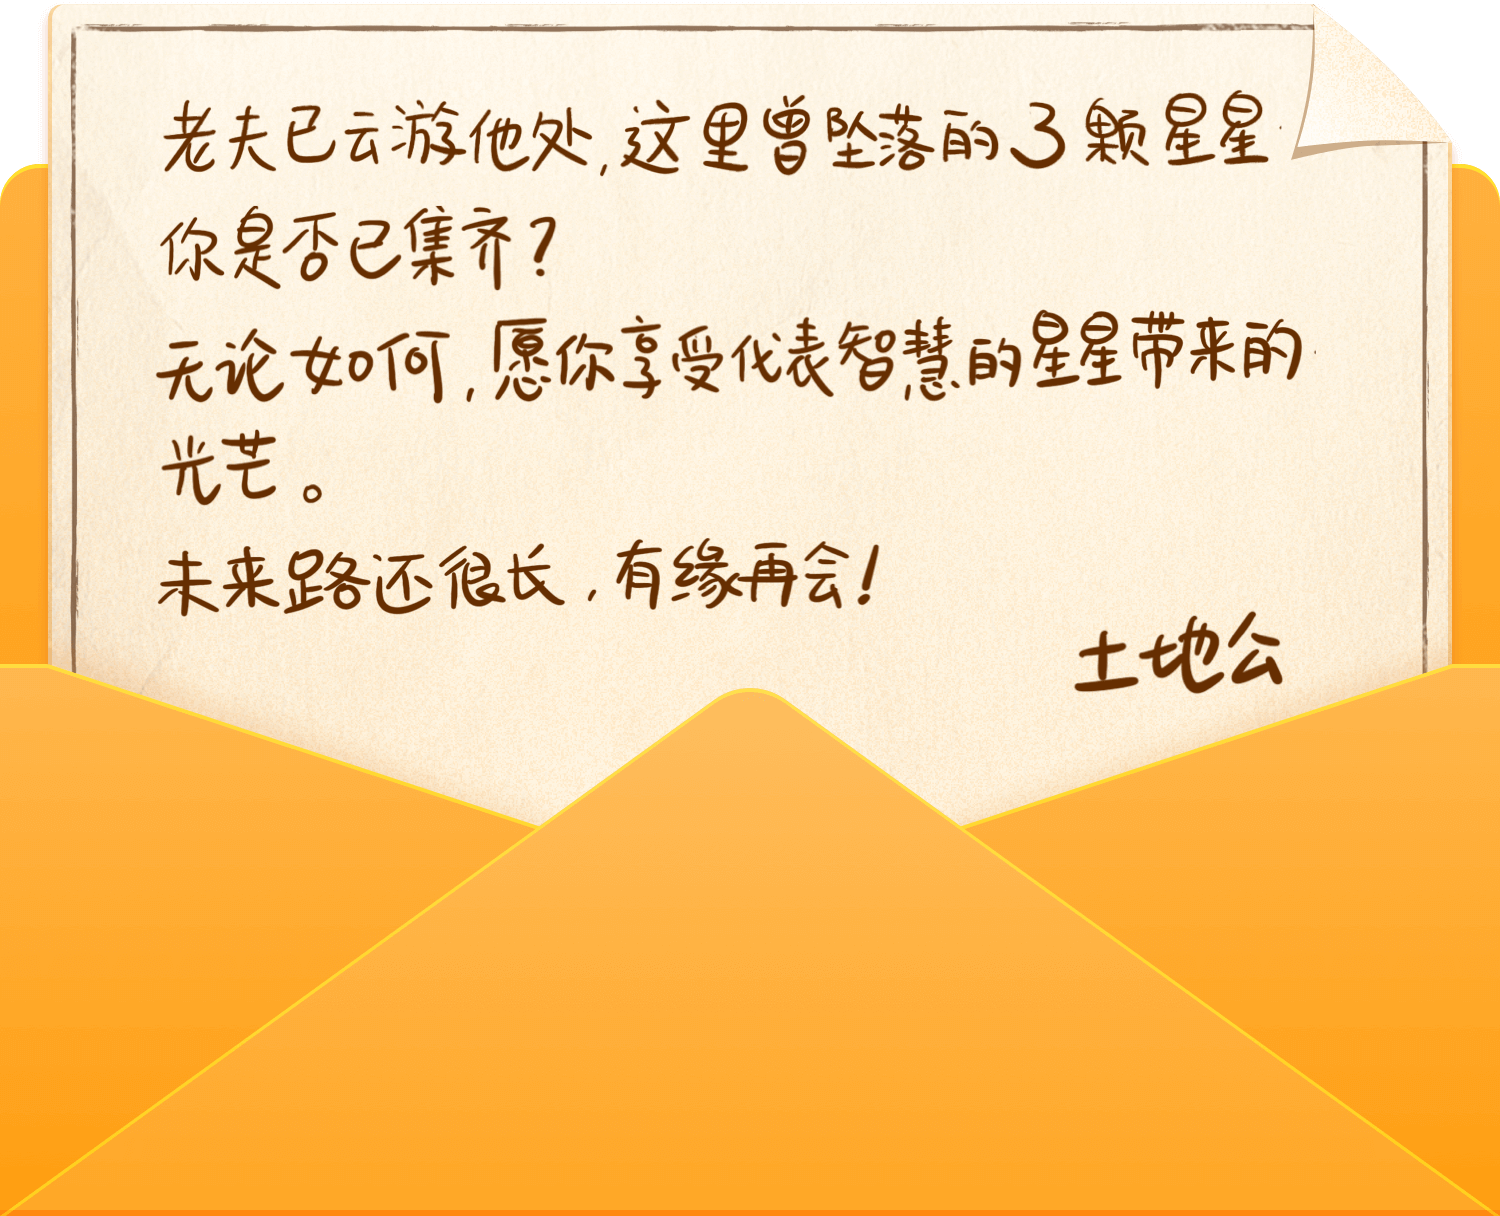 老夫已云游他处,这里曾坠落的3颗星星
你是否已集齐?
无论如何,愿你享受代表智慧的星星带来的
光芒。
未来路还很长,有缘再会!
土地公